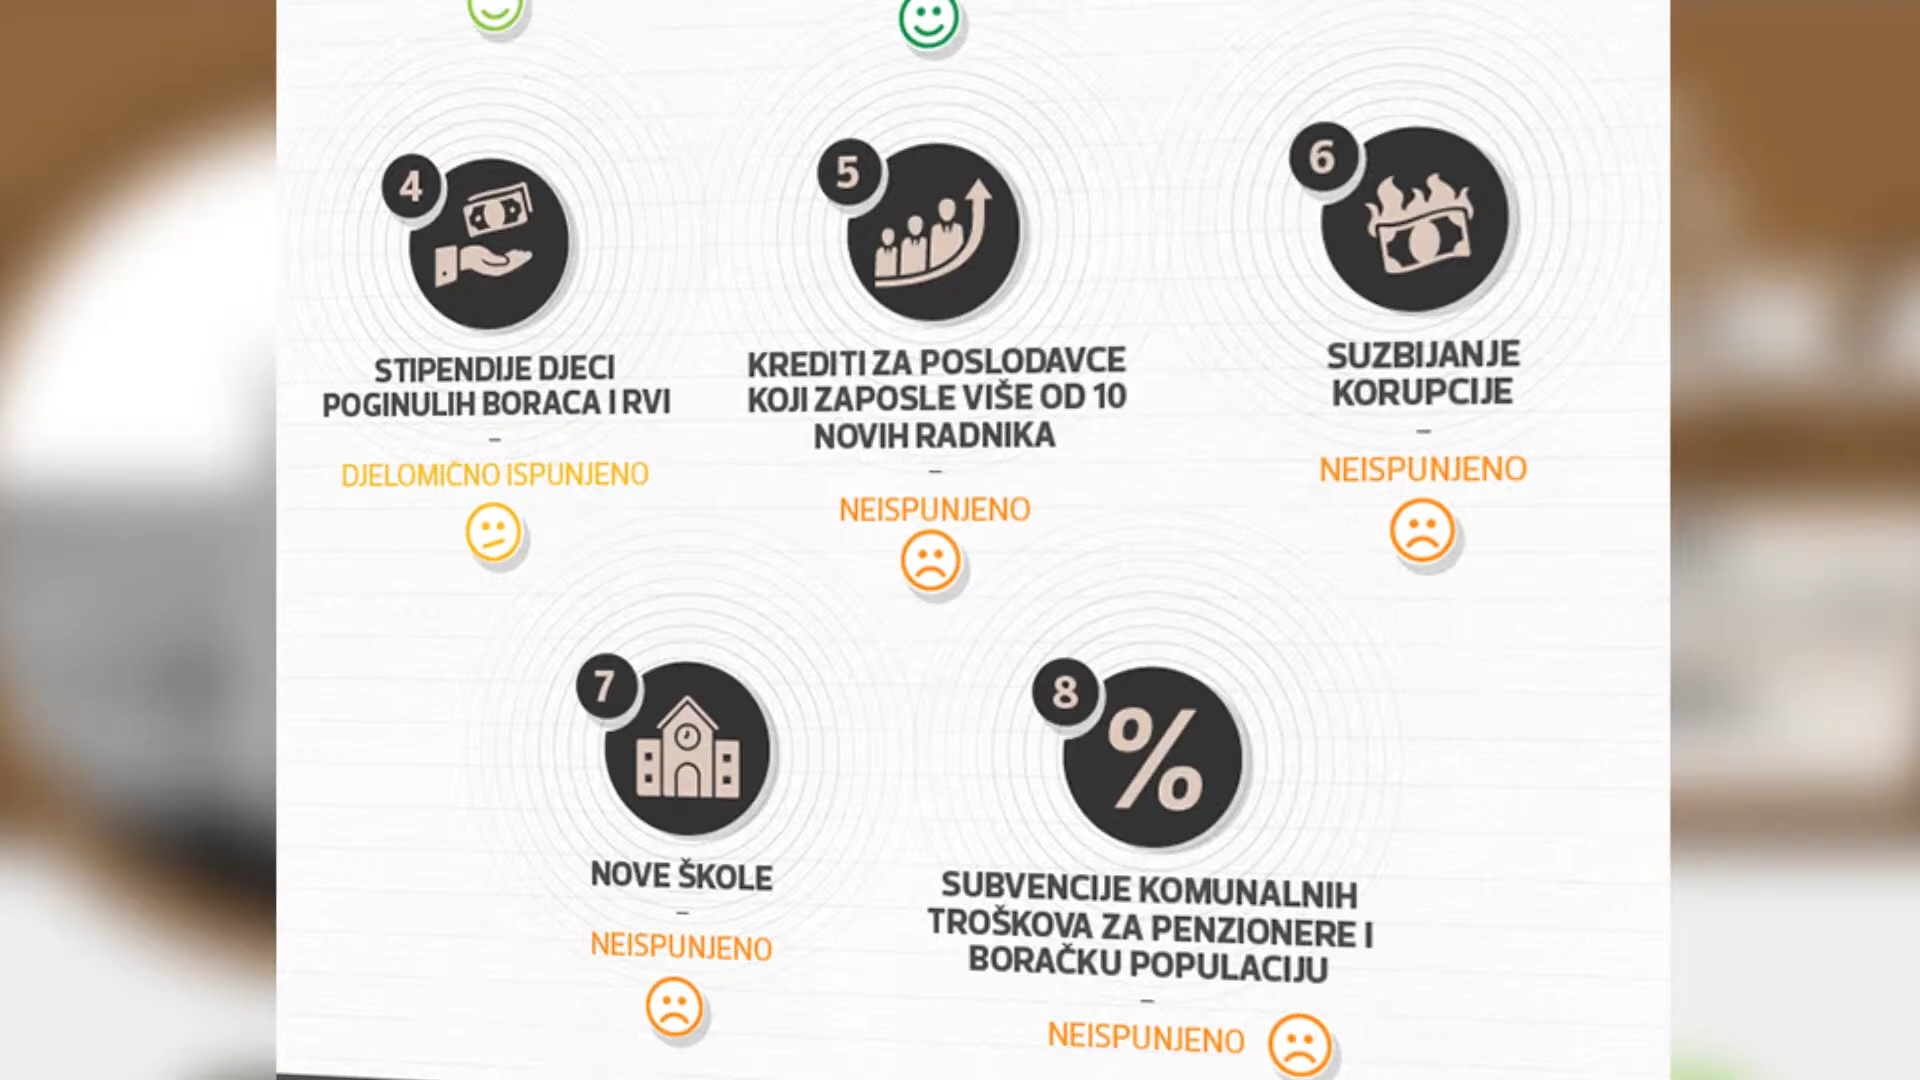 4
STIPENDIJE DJECI
POGINULIH BORACA I RVI
–
DJELOMIČNO ISPUNJENO
5
KREDITI ZA POSLODAVCE
KOJI ZAPOSLE VIŠE OD 10
NOVIH RADNIKA
–
NEISPUNJENO
6
SUZBIJANJE
KORUPCIJE
–
NEISPUNJENO
7
NOVE ŠKOLE
–
NEISPUNJENO
8
%
SUBVENCIJE KOMUNALNIH
TROŠKOVA ZA PENZIONERE I
BORAČKU POPULACIJU
–
NEISPUNJENO